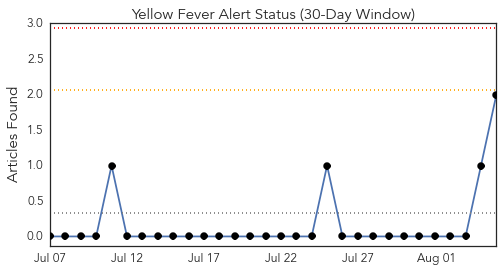 Yellow Fever Alert Status (30-Day Window)
Articles Found
3.0
2.5
2.0
1.5
1.0
0.5
0.0
Jul 07 Jul 12 Jul 17 Jul 22 Jul 27 Aug 01